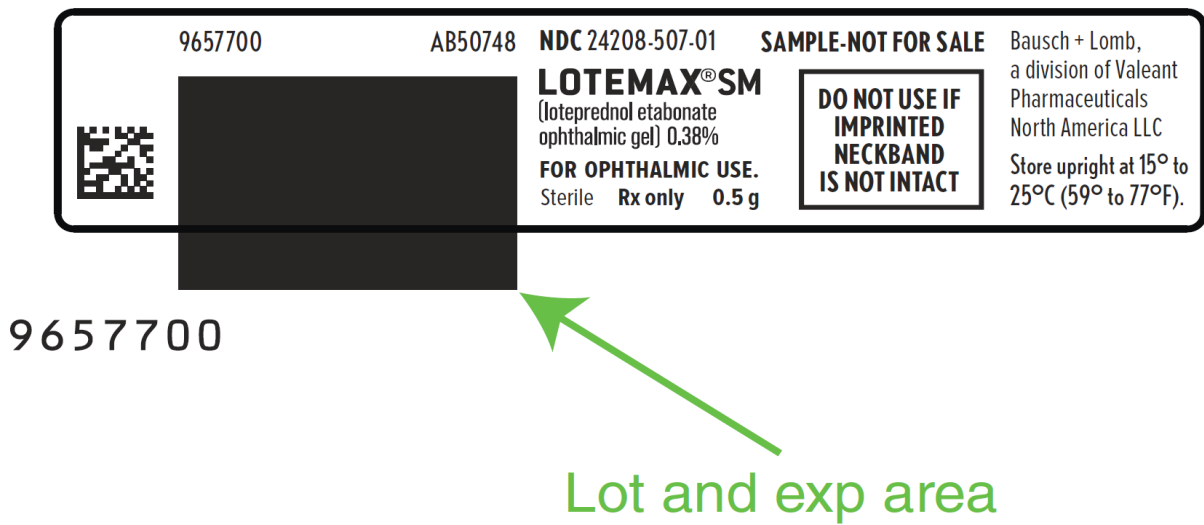 9657700 AB50748
NDC 24208-507-01
LOTEMAX® SM
(loteprednol etabonate
ophthalmic gel) 0.38%
FOR OPHTHALMIC USE.
Sterile Rx only 0.5 g
SAMPLE-NOT FOR SALE
DO NOT USE IF
IMPRINTED
NECKBAND
IS NOT INTACT
Bausch + Lomb,
a division of Valeant
Pharmaceuticals
North America LLC
Store upright at 15° to
25°C (59° to 77°F).
9657700
Lot and exp area